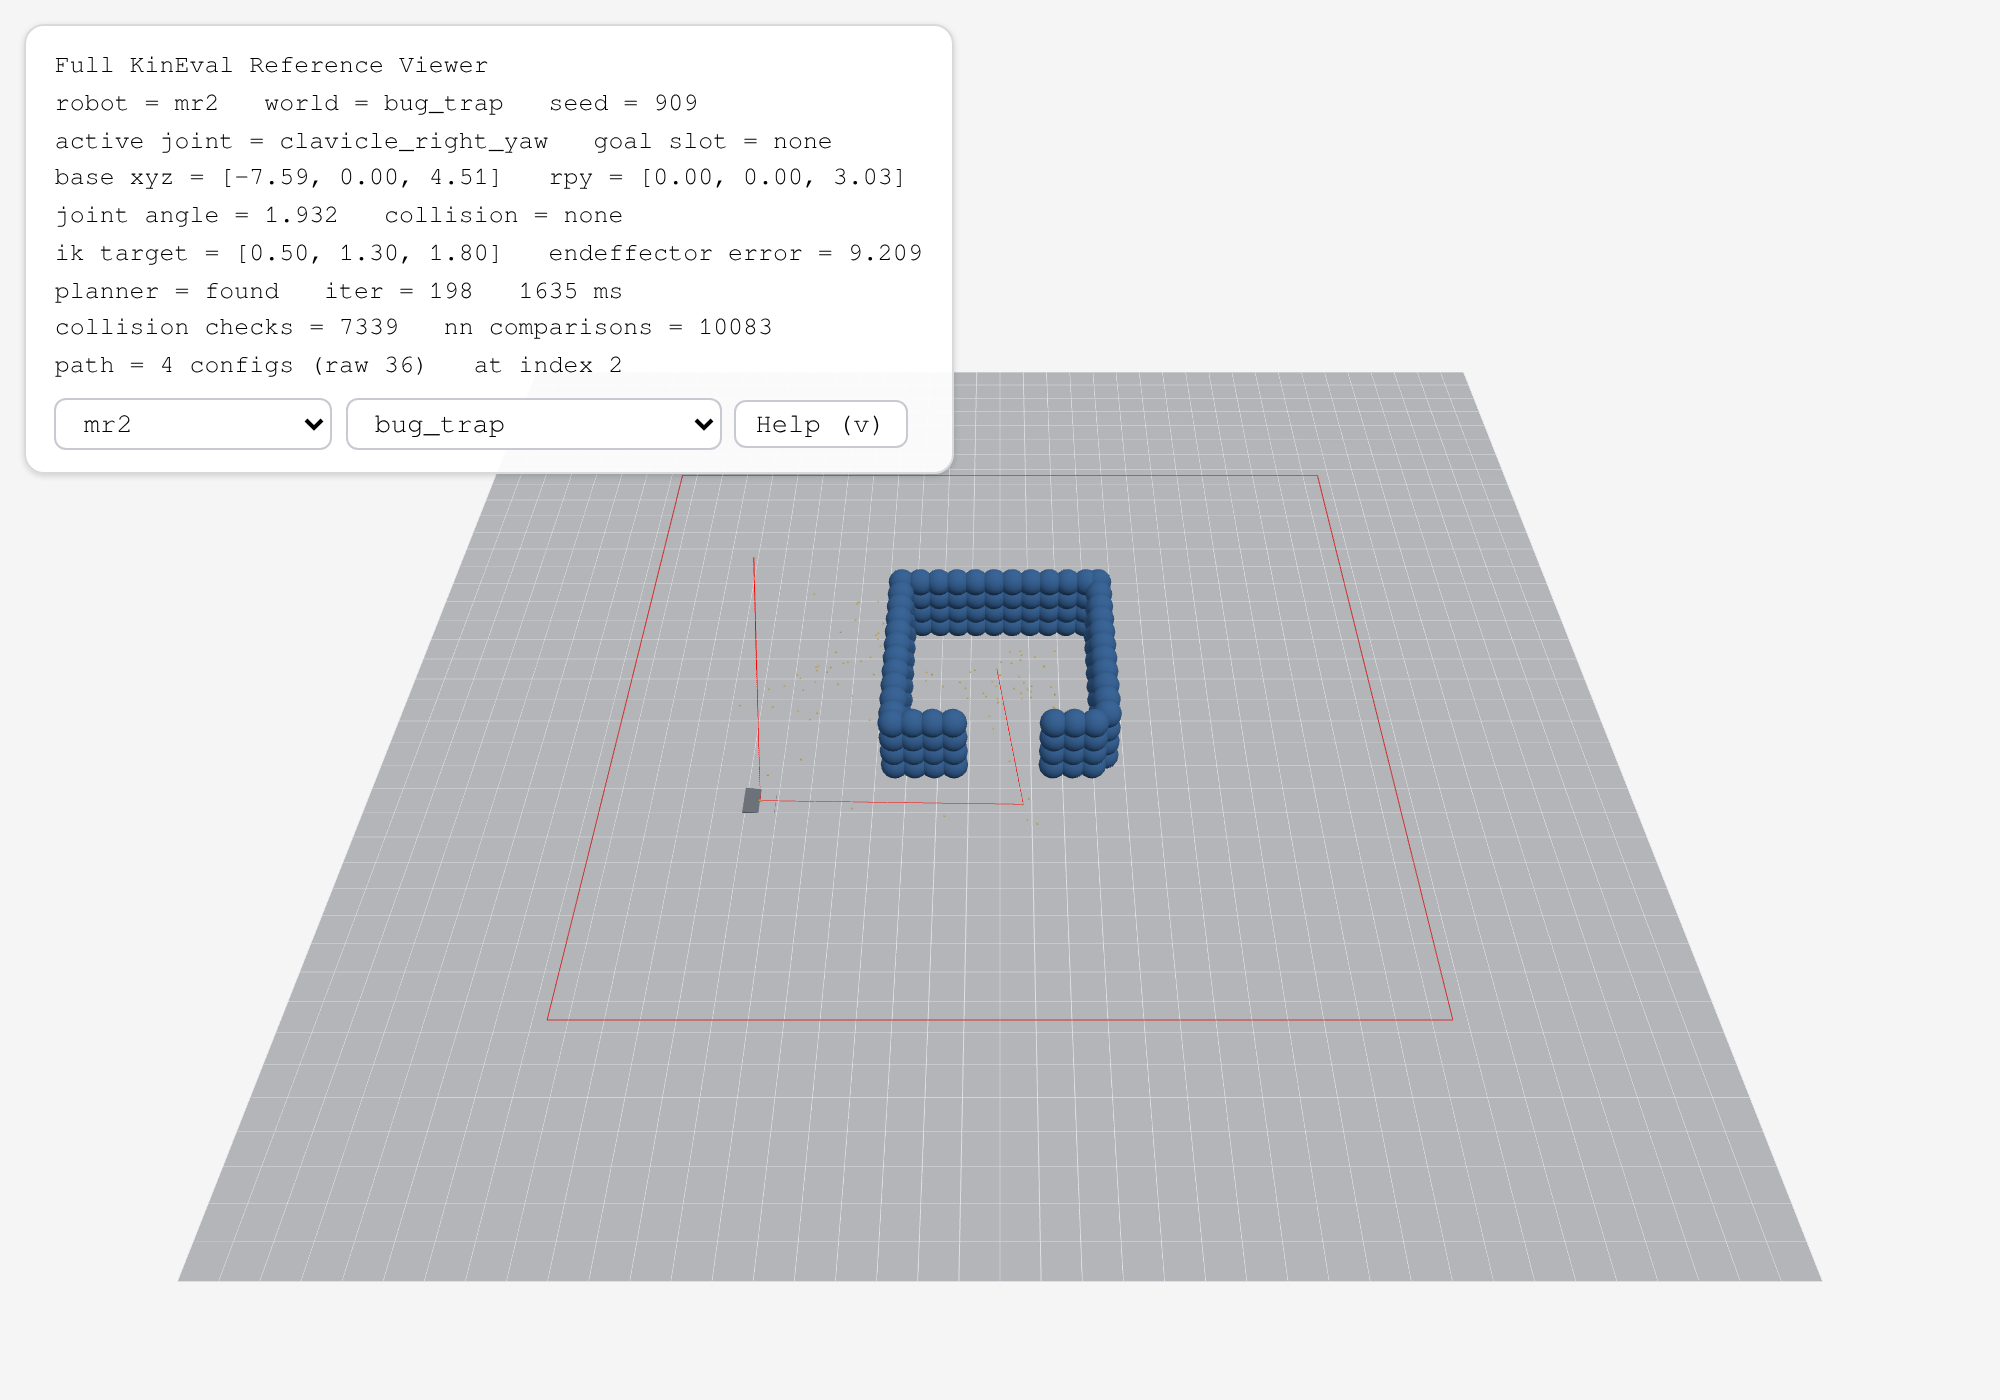 Full KinEval Reference Viewer
robot = mr2   world = bug_trap   seed = 909
active joint = clavicle_right_yaw   goal slot = none
base xyz = [-7.59, 0.00, 4.51]   rpy = [0.00, 0.00, 3.03]
joint angle = 1.932   collision = none
ik target = [0.50, 1.30, 1.80]   endeffector error = 9.209
planner = found   iter = 198   1635 ms
collision checks = 7339   nn comparisons = 10083
path = 4 configs (raw 36)   at index 2
mr2   bug_trap   Help (v)